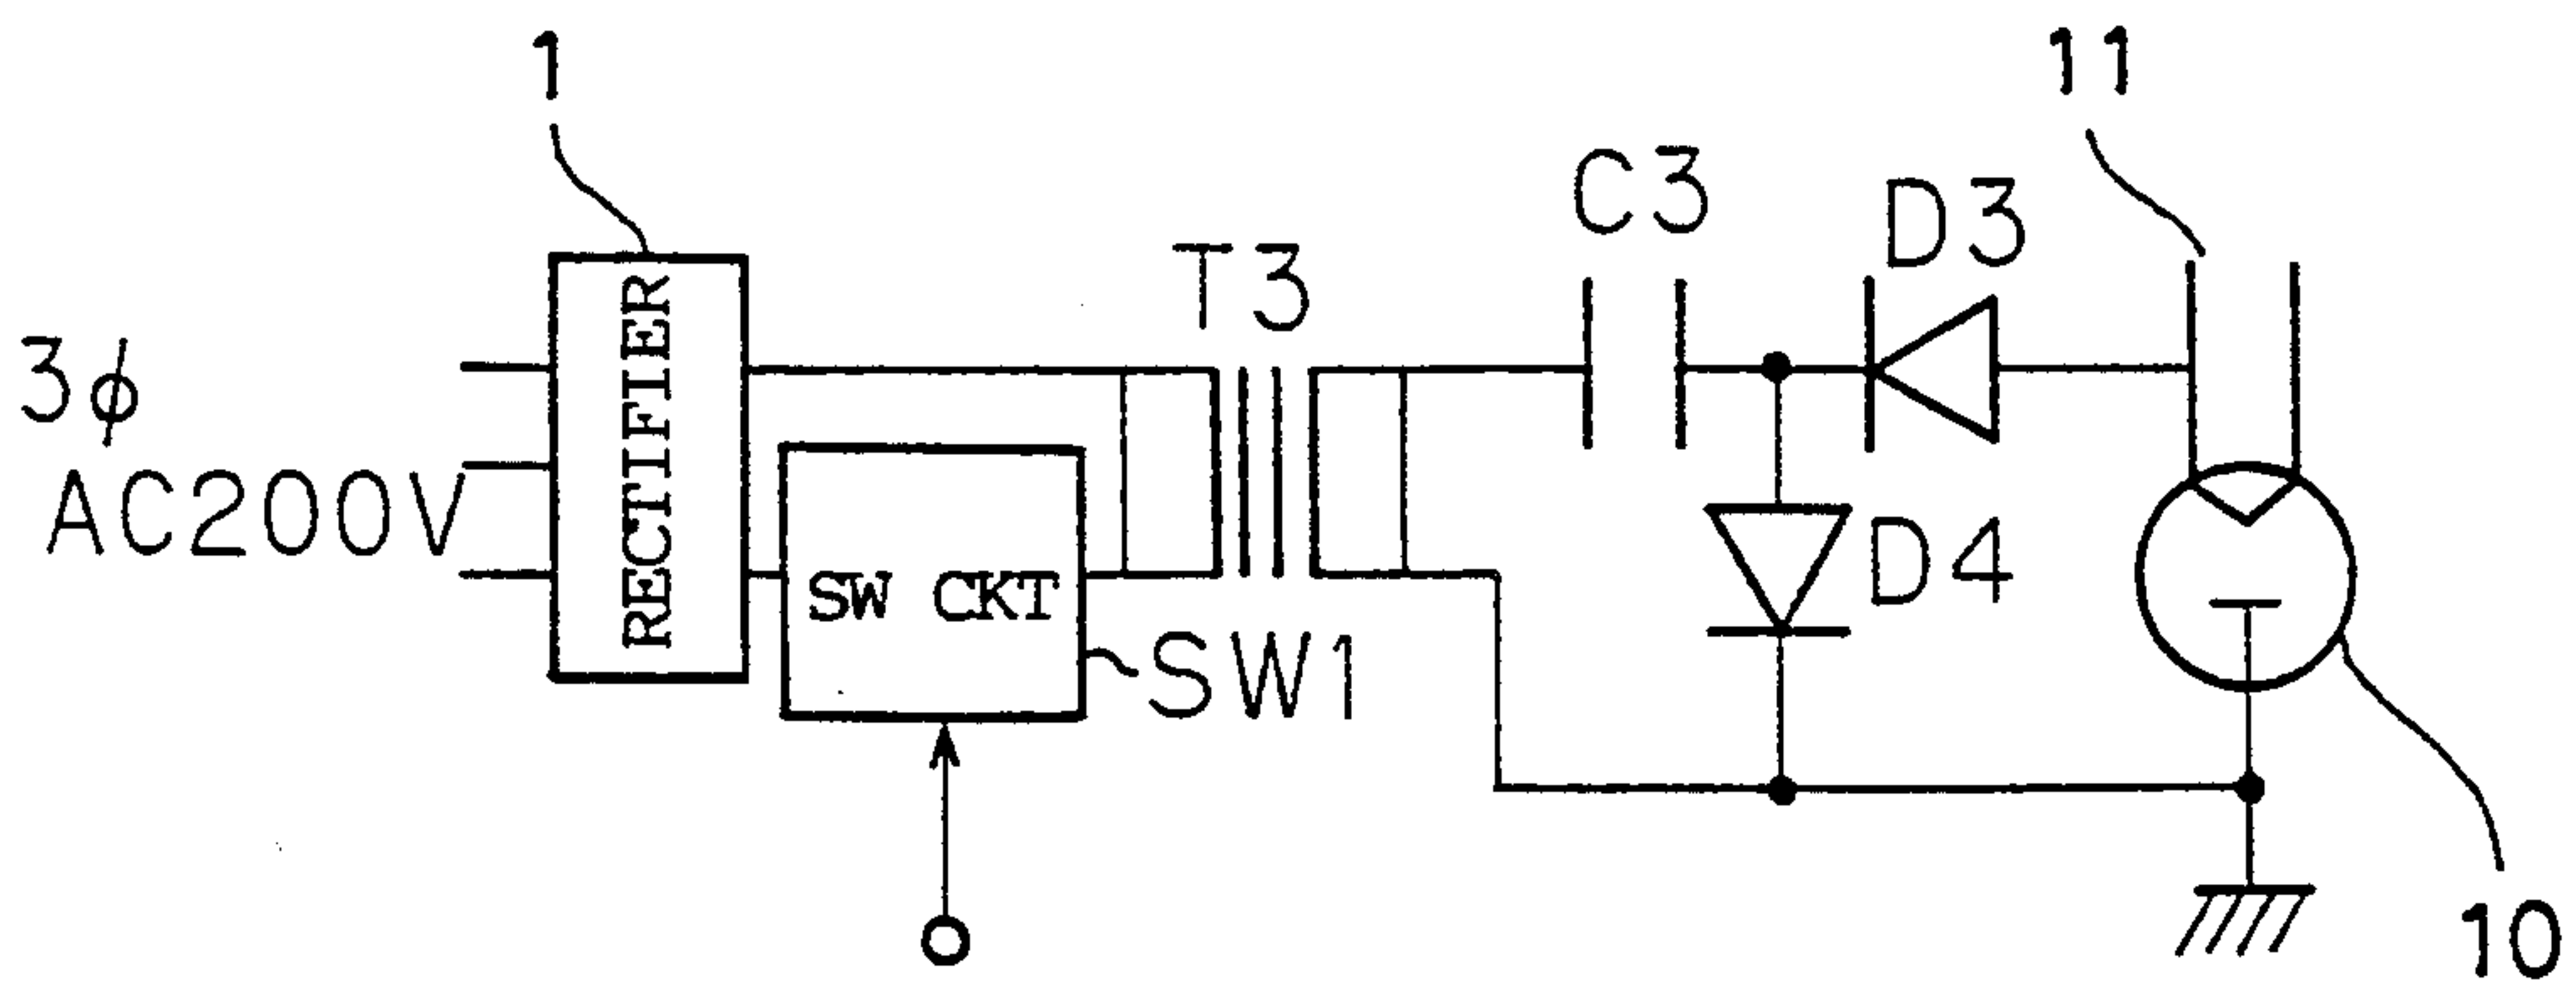 1
11
C3
D3
T3
3ϕ
AC200V
RECTIFIER
SW CKT
D4
SW1
10